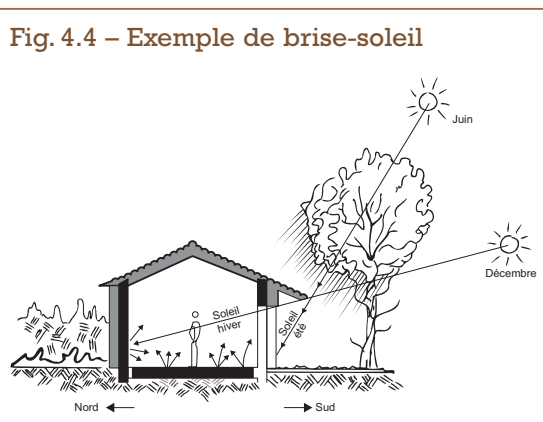 Fig. 4.4 – Exemple de brise-soleil
Juin
Décembre
Soleil
hiver
Soleil
été
Nord
Sud